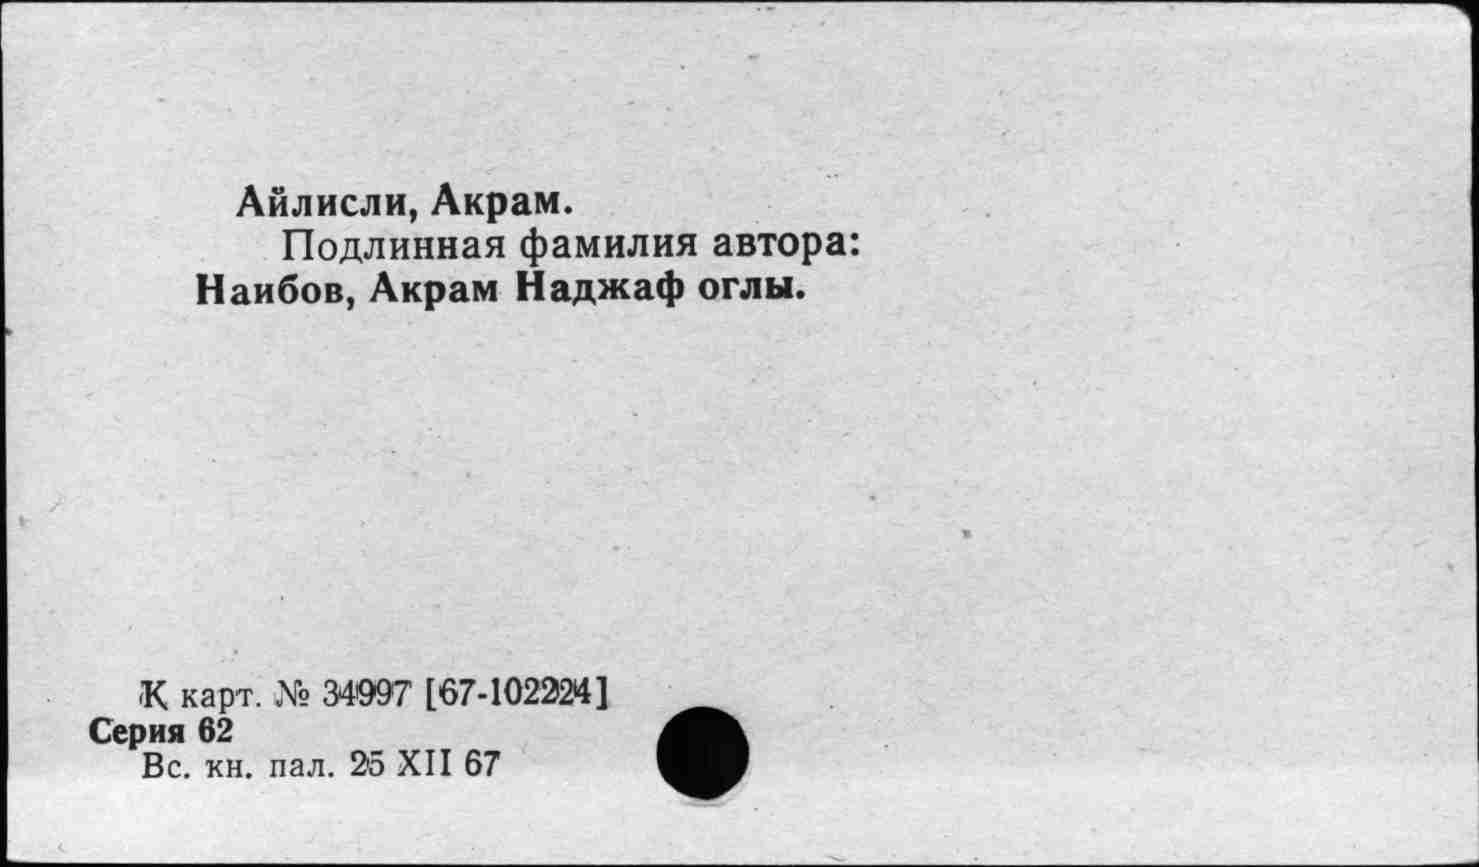 Айлисли, Акрам.
Подлинная фамилия автора:
Наибов, Акрам Наджаф оглы.
К карт. № 34997 [67-102224]
Серия 62
Вс. кн. пал. 25 XII 67